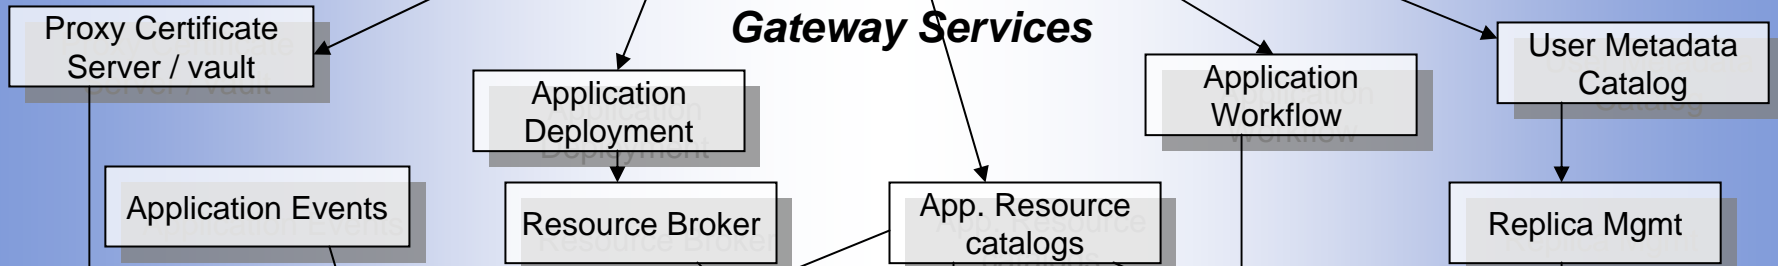 Gateway Services
Proxy Certificate
Server / vault
Application
Deployment
Application
Workflow
User Metadata
Catalog
Application Events
Resource Broker
App. Resource
catalogs
Replica Mgmt